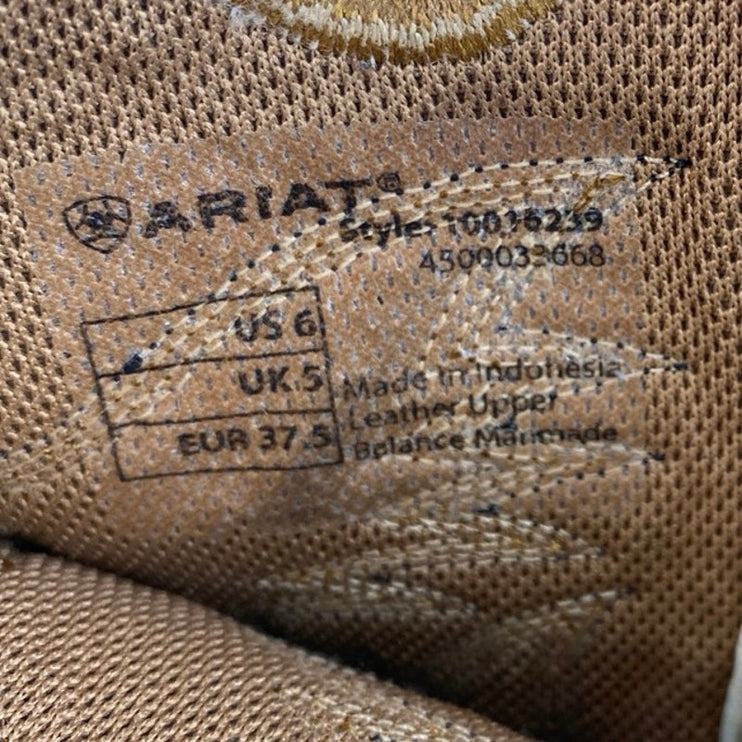 ARIAT®
Style: 10016239
4500033668
US 6
UK.5
EUR 37.5
Made in Indonesia
Leather Upper
Balance Manmade